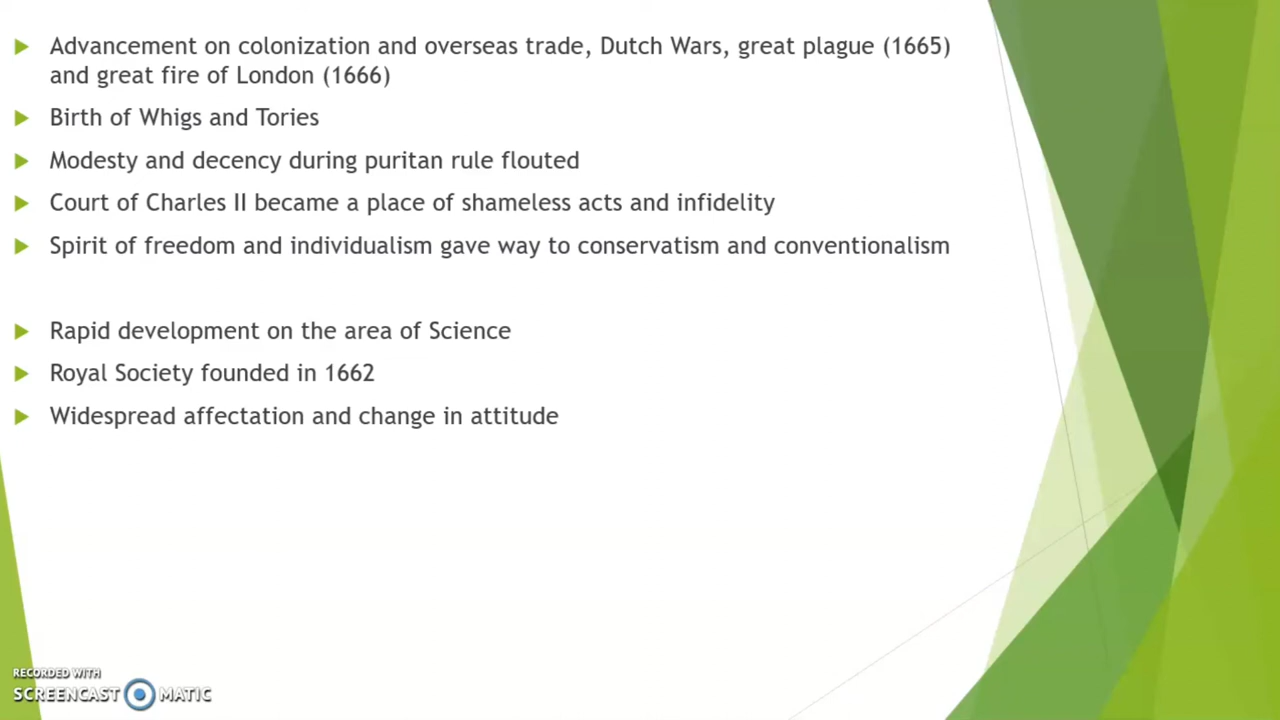 Advancement on colonization and overseas trade, Dutch Wars, great plague (1665)
and great fire of London (1666)
Birth of Whigs and Tories
Modesty and decency during puritan rule flouted
Court of Charles II became a place of shameless acts and infidelity
Spirit of freedom and individualism gave way to conservatism and conventionalism
Rapid development on the area of Science
Royal Society founded in 1662
Widespread affectation and change in attitude
RECORDED WITH
SCREENCAST MATIC